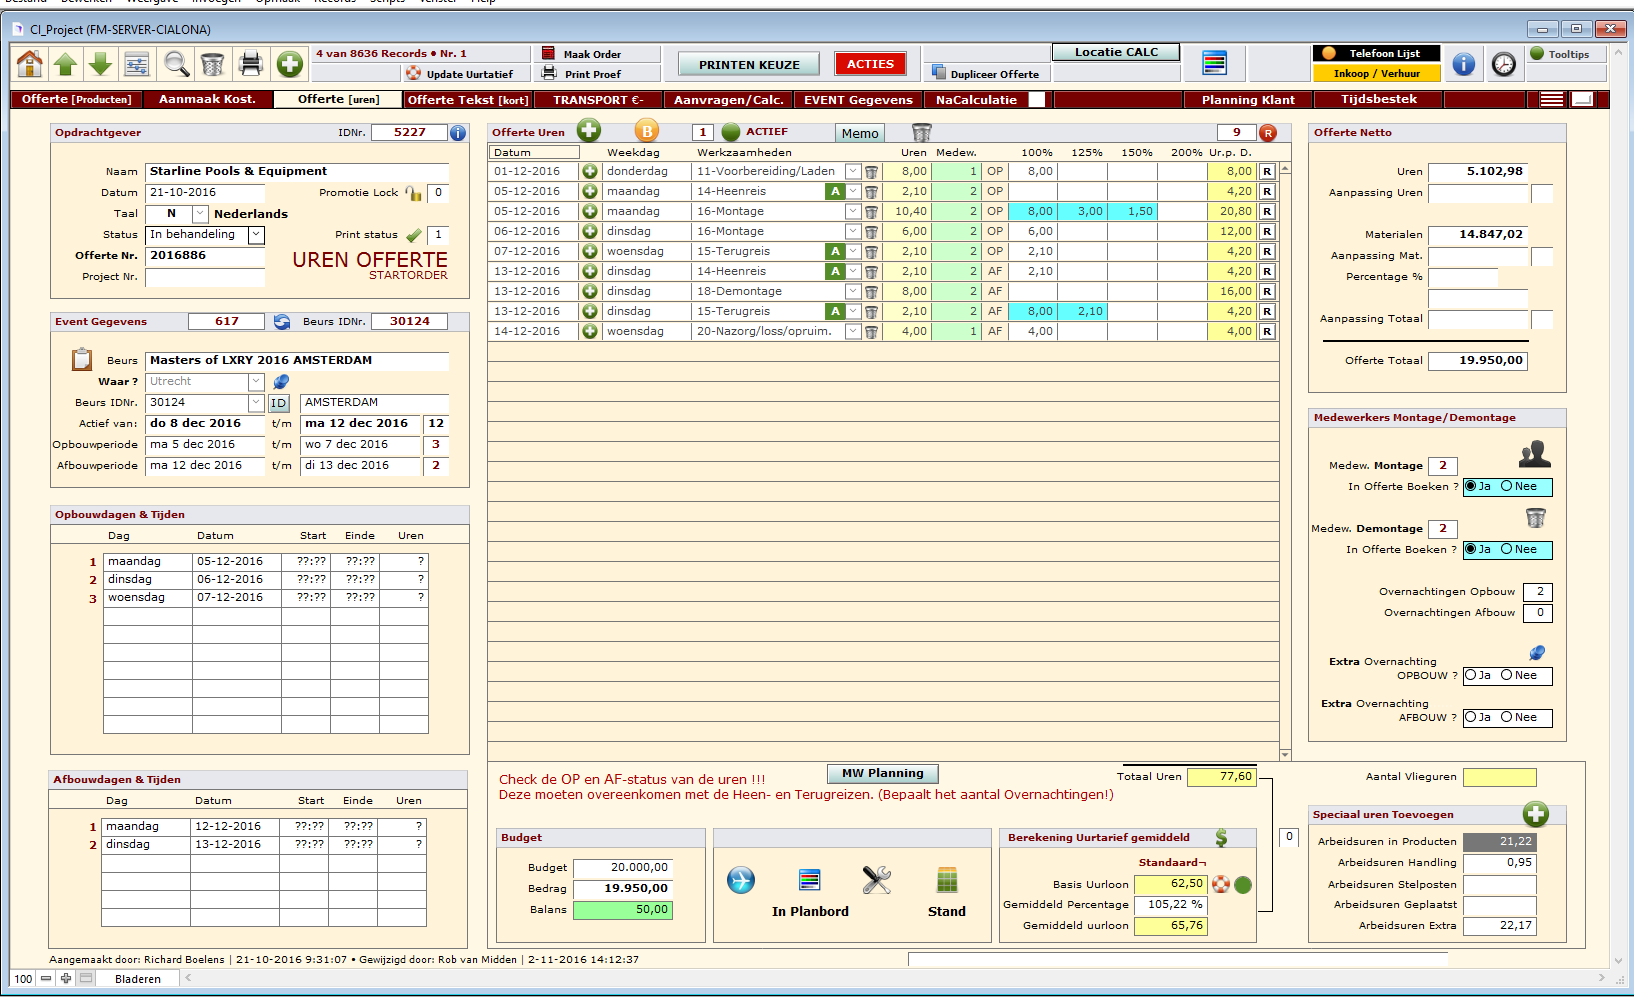 Bestand Bewerken Weergave Invoegen Opmaak Records Scripts Venster Help
CI_Project (FM-SERVER-CIALONA)
4 van 8636 Records • Nr. 1
Update Uurtatief
Maak Order
Print Proef
PRINTEN KEUZE
ACTIES
Dupliceer Offerte
Locatie CALC
Telefoon Lijst
Inkoop / Verhuur
Tooltips
Offerte [Producten] Aanmaak Kost. Offerte [uren] Offerte Tekst [kort] TRANSPORT €- Aanvragen/Calc. EVENT Gegevens NaCalculatie Planning Klant Tijdsbestek
Opdrachtgever IDNr. 5227
Naam Starline Pools & Equipment
Datum 21-10-2016 Promotie Lock 0
Taal N Nederlands
Status In behandeling Print status 1
Offerte Nr. 2016886 UREN OFFERTE
STARTORDER
Project Nr.
Event Gegevens 617 Beurs IDNr. 30124
Beurs Masters of LXRY 2016 AMSTERDAM
Waar ? Utrecht
Beurs IDNr. 30124 ID AMSTERDAM
Actief van: do 8 dec 2016 t/m ma 12 dec 2016 12
Opbouwperiode ma 5 dec 2016 t/m wo 7 dec 2016 3
Afbouwperiode ma 12 dec 2016 t/m di 13 dec 2016 2
Opbouwdagen & Tijden
Dag Datum Start Einde Uren
1 maandag 05-12-2016 ??:?? ??:?? ?
2 dinsdag 06-12-2016 ??:?? ??:?? ?
3 woensdag 07-12-2016 ??:?? ??:?? ?
Afbouwdagen & Tijden
Dag Datum Start Einde Uren
1 maandag 12-12-2016 ??:?? ??:?? ?
2 dinsdag 13-12-2016 ??:?? ??:?? ?
Offerte Uren B 1 ACTIEF Memo 9 R
Datum Weekdag Werkzaamheden Uren Medew. 100% 125% 150% 200% Ur.p. D.
01-12-2016 donderdag 11-Voorbereiding/Laden 8,00 1 OP 8,00 8,00 R
05-12-2016 maandag 14-Heenreis A 2,10 2 OP 4,20 R
05-12-2016 maandag 16-Montage 10,40 2 OP 8,00 3,00 1,50 20,80 R
06-12-2016 dinsdag 16-Montage 6,00 2 OP 6,00 12,00 R
07-12-2016 woensdag 15-Terugreis A 2,10 2 OP 2,10 4,20 R
13-12-2016 dinsdag 14-Heenreis A 2,10 2 AF 2,10 4,20 R
13-12-2016 dinsdag 18-Demontage 8,00 2 AF 16,00 R
13-12-2016 dinsdag 15-Terugreis A 2,10 2 AF 8,00 2,10 4,20 R
14-12-2016 woensdag 20-Nazorg/loss/opruim. 4,00 1 AF 4,00 4,00 R
Check de OP en AF-status van de uren !!! MW Planning Totaal Uren 77,60
Deze moeten overeenkomen met de Heen- en Terugreizen. (Bepaalt het aantal Overnachtingen!)
Budget
Budget 20.000,00
Bedrag 19.950,00
Balans 50,00
In Planbord Stand
Berekening Uurtarief gemiddeld $ 0
Standaard¬
Basis Uurloon 62,50
Gemiddeld Percentage 105,22 %
Gemiddeld uurloon 65,76
Offerte Netto
Uren 5.102,98
Aanpassing Uren
Materialen 14.847,02
Aanpassing Mat.
Percentage %
Aanpassing Totaal
Offerte Totaal 19.950,00
Medewerkers Montage/Demontage
Medew. Montage 2
In Offerte Boeken ? Ja Nee
Medew. Demontage 2
In Offerte Boeken ? Ja Nee
Overnachtingen Opbouw 2
Overnachtingen Afbouw 0
Extra Overnachting
OPBOUW ? Ja Nee
Extra Overnachting
AFBOUW ? Ja Nee
Aantal Vlieguren
Speciaal uren Toevoegen
Arbeidsuren in Producten 21,22
Arbeidsuren Handling 0,95
Arbeidsuren Stelposten
Arbeidsuren Geplaatst
Arbeidsuren Extra 22,17
Aangemaakt door: Richard Boelens | 21-10-2016 9:31:07 • Gewijzigd door: Rob van Midden | 2-11-2016 14:12:37
100 Bladeren